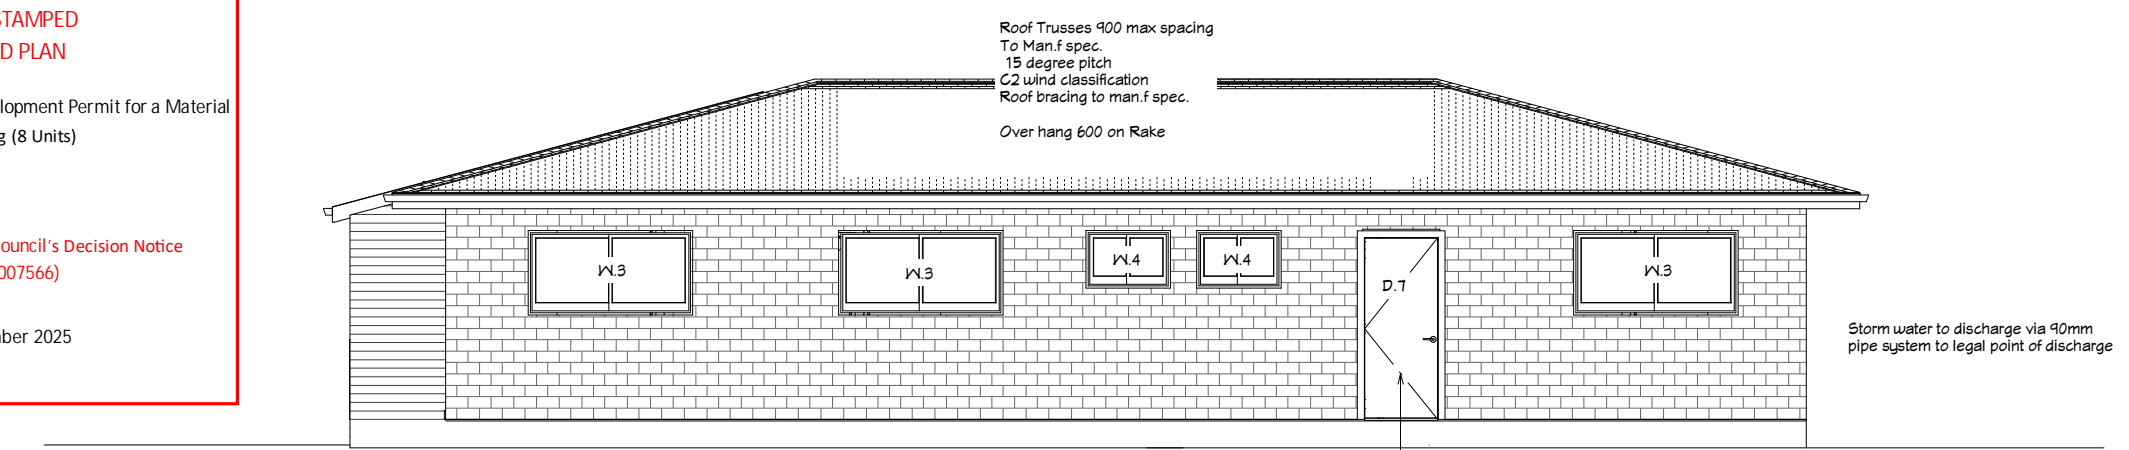 STAMPED
D PLAN
lopment Permit for a Material
g (8 Units)
ouncil's Decision Notice
007566)
ber 2025
Roof Trusses 900 max spacing
To Man.f spec.
15 degree pitch
C2 wind classification
Roof bracing to man.f spec.
Over hang 600 on Rake
W.3
W.3
W.4
W.4
D.7
W.3
Storm water to discharge via 90mm
pipe system to legal point of discharge